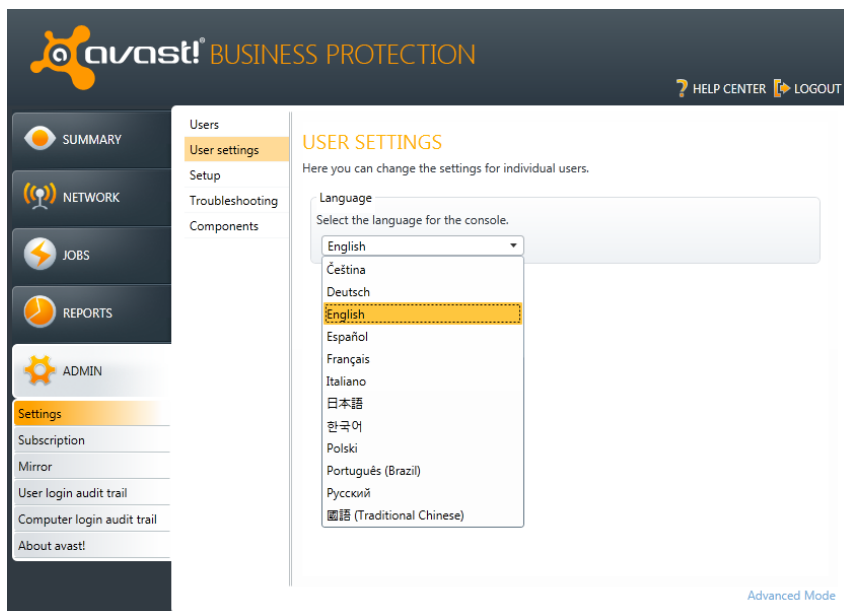 avast! BUSINESS PROTECTION
HELP CENTER LOGOUT
SUMMARY
NETWORK
JOBS
REPORTS
ADMIN
Settings
Subscription
Mirror
User login audit trail
Computer login audit trail
About avast!
Users
User settings
Setup
Troubleshooting
Components
USER SETTINGS
Here you can change the settings for individual users.
Language
Select the language for the console.
English
Čeština
Deutsch
English
Español
Français
Italiano
日本語
한국어
Polski
Português (Brazil)
Русский
國語 (Traditional Chinese)
Advanced Mode